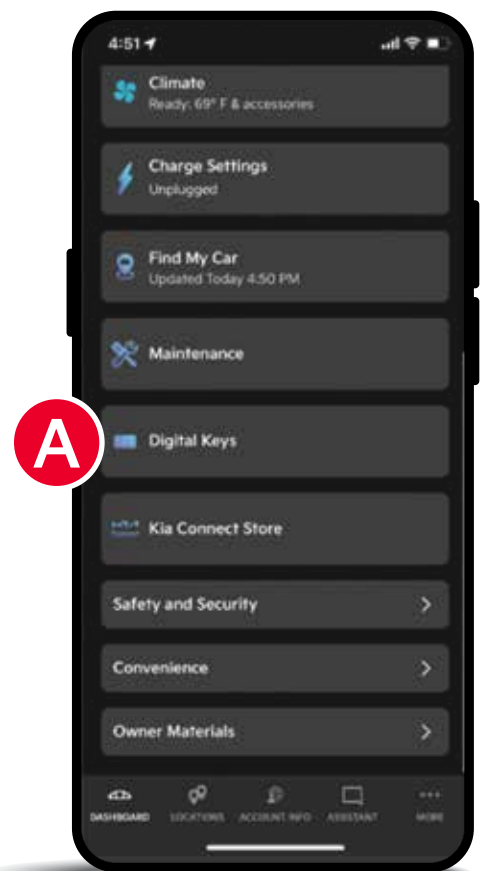 4:51
Climate
Ready: 69° F & accessories
Charge Settings
Unplugged
Find My Car
Updated Today 4:50 PM
Maintenance
A
Digital Keys
Kia Connect Store
Safety and Security
Convenience
Owner Materials
DASHBOARD LOCATIONS ACCOUNT INFO ASSISTANT MORE